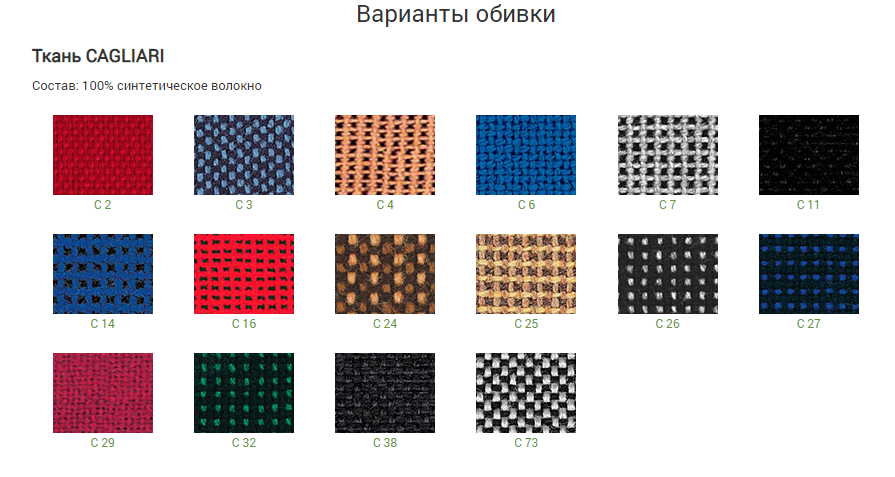 Варианты обивки
Ткань CAGLIARI
Состав: 100% синтетическое волокно
C 2 C 3 C 4 C 6 C 7 C 11
C 14 C 16 C 24 C 25 C 26 C 27
C 29 C 32 C 38 C 73